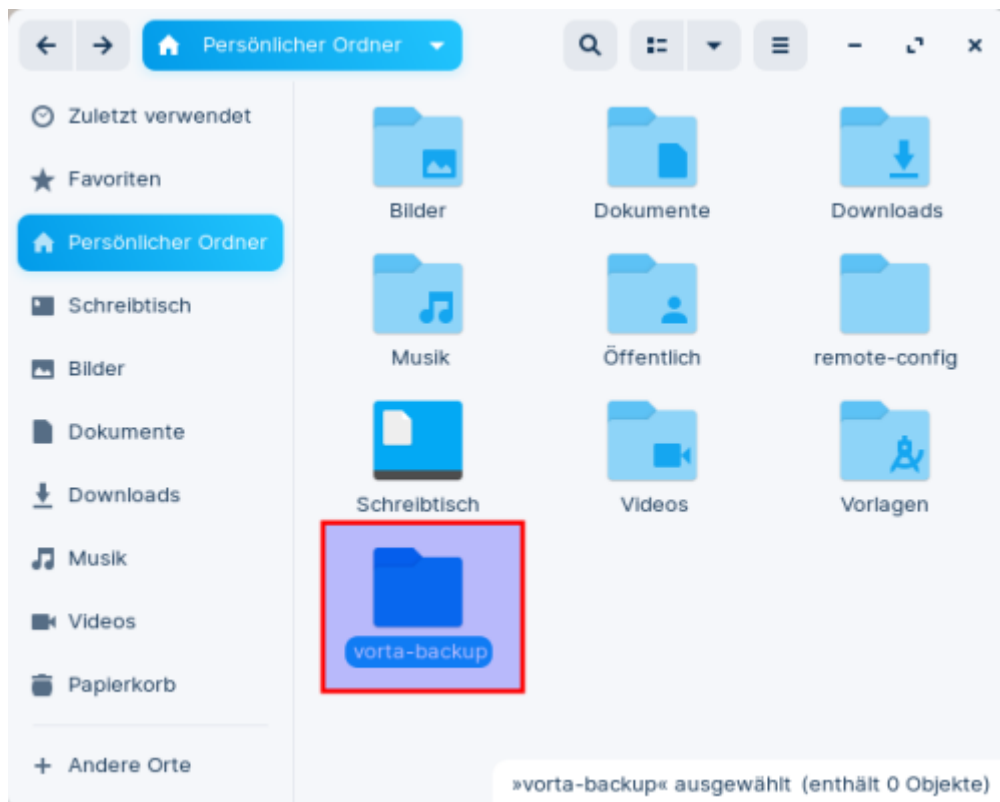 Persönlicher Ordner
Zuletzt verwendet
Favoriten
Persönlicher Ordner
Schreibtisch
Bilder
Dokumente
Downloads
Musik
Videos
Papierkorb
Andere Orte
Bilder
Dokumente
Downloads
Musik
Öffentlich
remote-config
Schreibtisch
Videos
Vorlagen
vorta-backup
»vorta-backup« ausgewählt (enthält 0 Objekte)